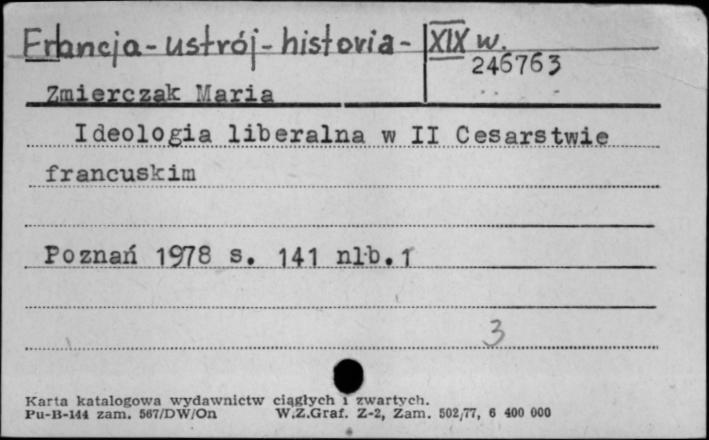 Francja - ustrój - historia - XIX w.
246763
Zmierczak Maria
Ideologia liberalna w II Cesarstwie
francuskim
Poznań 1978 s. 141 nlb.1
3
Karta katalogowa wydawnictw ciągłych i zwartych.
Pu-B-144 zam. 567/DW/On W.Z.Graf. Z-2, Zam. 502,77, 6 400 000